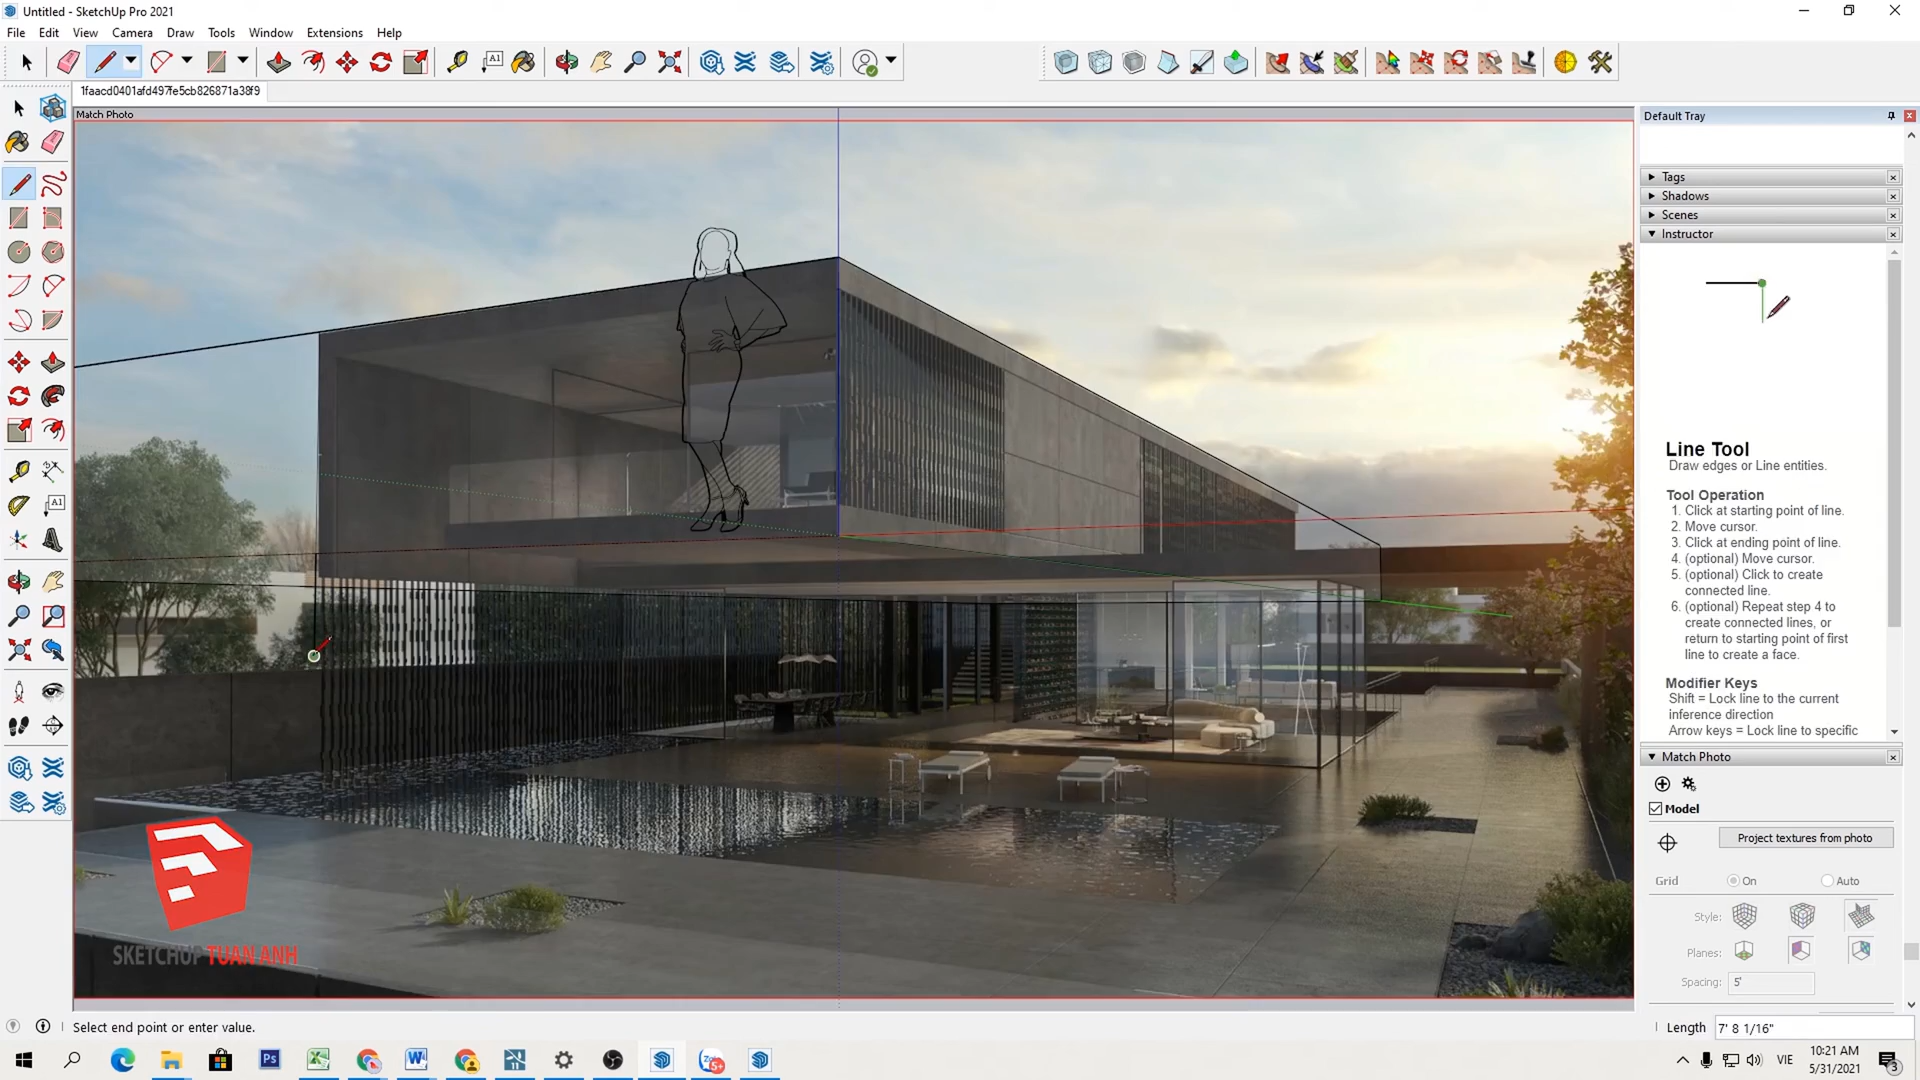 Untitled - SketchUp Pro 2021
File Edit View Camera Draw Tools Window Extensions Help
A1
1faacd0401afd497fe5cb826871a38f9
Match Photo
Default Tray
Tags
Shadows
Scenes
Instructor
A1
Line Tool
Draw edges or Line entities.
Tool Operation
1. Click at starting point of line.
2. Move cursor.
3. Click at ending point of line.
4. (optional) Move cursor.
5. (optional) Click to create
connected line.
6. (optional) Repeat step 4 to
create connected lines, or
return to starting point of first
line to create a face.
Modifier Keys
Shift = Lock line to the current
inference direction
Arrow keys = Lock line to specific
Match Photo
Model
Project textures from photo
Grid On Auto
Style:
Planes:
Spacing: 5'
SKETCHUP TUAN ANH
Select end point or enter value.
Length 7' 8 1/16"
Ps
5+
VIE
10:21 AM
5/31/2021
3